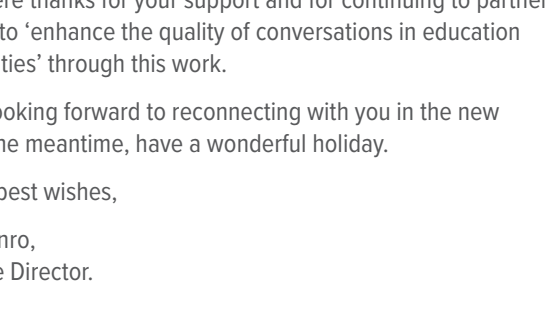 thanks for your support and for continuing to partner
to ‘enhance the quality of conversations in education
ties’ through this work.
ooking forward to reconnecting with you in the new
he meantime, have a wonderful holiday.
best wishes,
nro,
e Director.